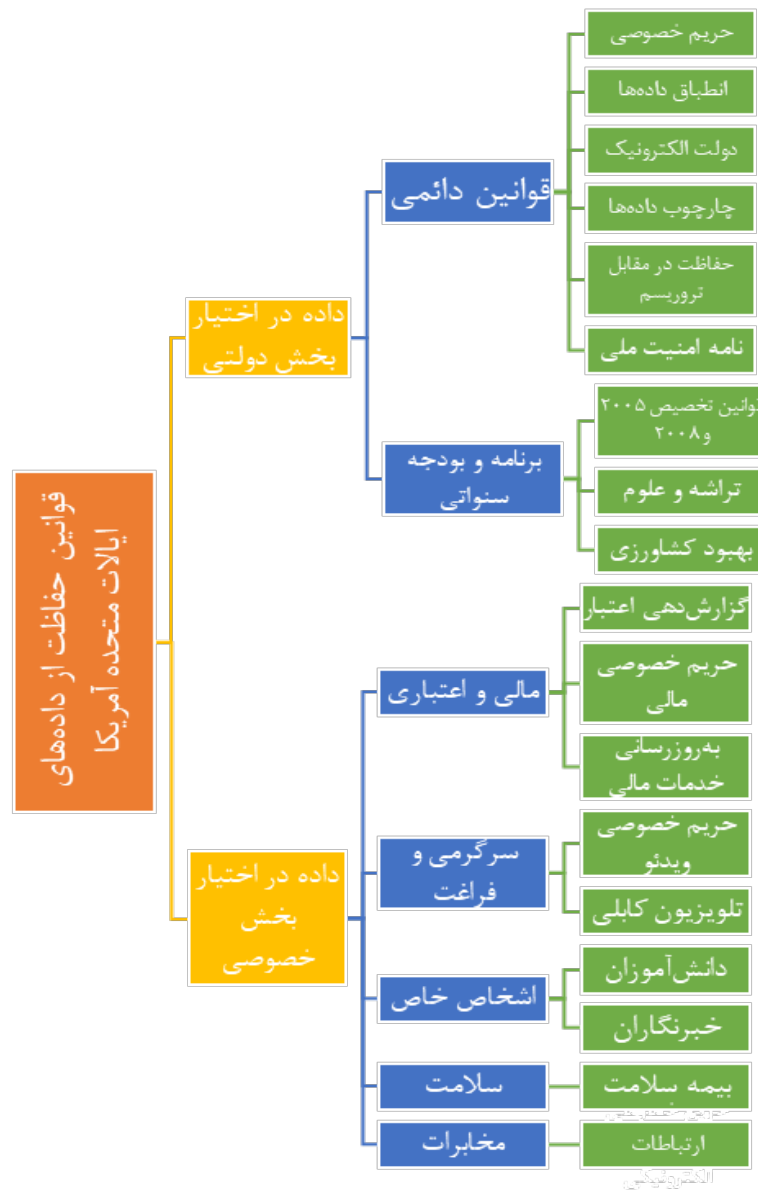 قوانین حفاظت از داده‌های
ایالات متحده آمریکا
داده در اختیار
بخش دولتی
قوانین دائمی
حریم خصوصی
انطباق داده‌ها
دولت الکترونیک
چارچوب داده‌ها
حفاظت در مقابل
تروریسم
نامه امنیت ملی
برنامه و بودجه
سنواتی
تخصیص ۲۰۰۵
و ۲۰۰۸
تراشه و علوم
بهبود کشاورزی
داده در اختیار
بخش
خصوصی
مالی و اعتباری
گزارش‌دهی اعتبار
حریم خصوصی
مالی
به‌روزرسانی
خدمات مالی
سرگرمی و
فراغت
حریم خصوصی
ویدئو
تلویزیون کابلی
اشخاص خاص
دانش‌آموزان
خبرنگاران
سلامت
بیمه سلامت
مخابرات
ارتباطات
الکترونیکی